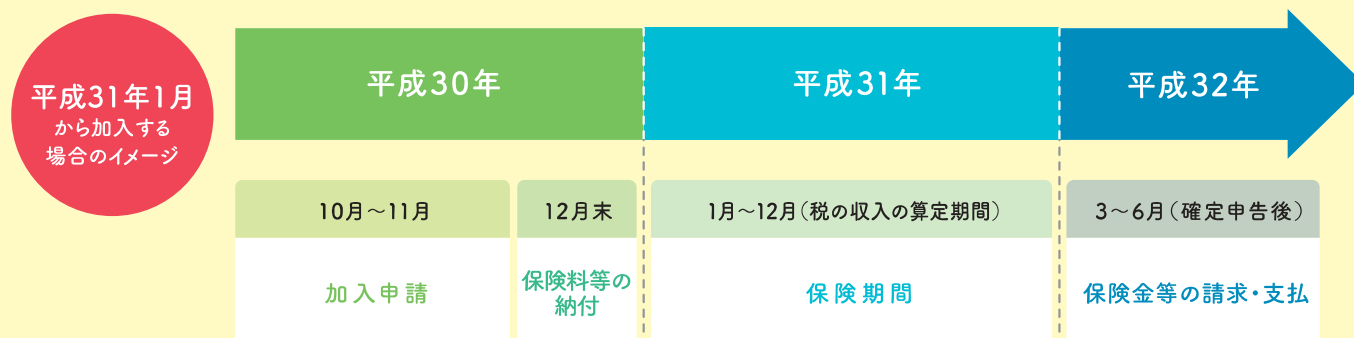 平成31年1月
から加入する
場合のイメージ
平成30年
平成31年
平成32年
10月～11月
12月末
1月～12月（税の収入の算定期間）
3～6月（確定申告後）
加入申請
保険料等の
納付
保険期間
保険金等の請求・支払